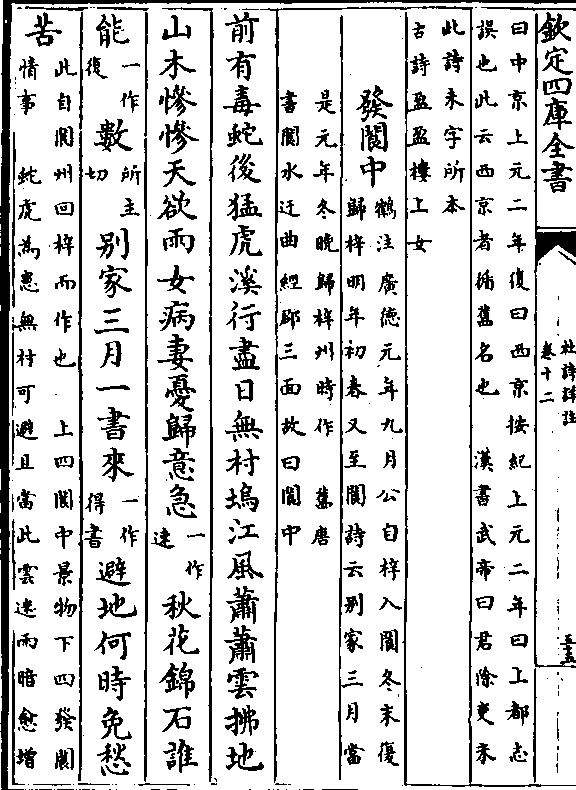 欽定四庫全書
杜詩詳註
卷十二
曰中京上元二年復曰西京按紀上元二年曰上都志
誤也此云西京者循舊名也　漢書武帝曰君除吏未
此詩未字所本
古詩盈盈樓上女
發閬中
鶴注廣德元年九月公自梓入閬冬末復
歸梓明年初春又至閬詩云别家三月當
是元年冬晚歸梓州時作　舊唐
書閬水迂曲經郡三面故曰閬中
前有毒蛇後猛虎溪行盡日無村塢江風蕭蕭雲拂地
山木慘慘天欲雨女病妻憂歸意急一作速秋花錦石誰
能一作復數所主切别家三月一書來一作得書避地何時免愁
苦
此自閬州回梓而作也　上四閬中景物下四發閬
情事　蛇虎為患無村可避且當此雲迷雨暗愈增